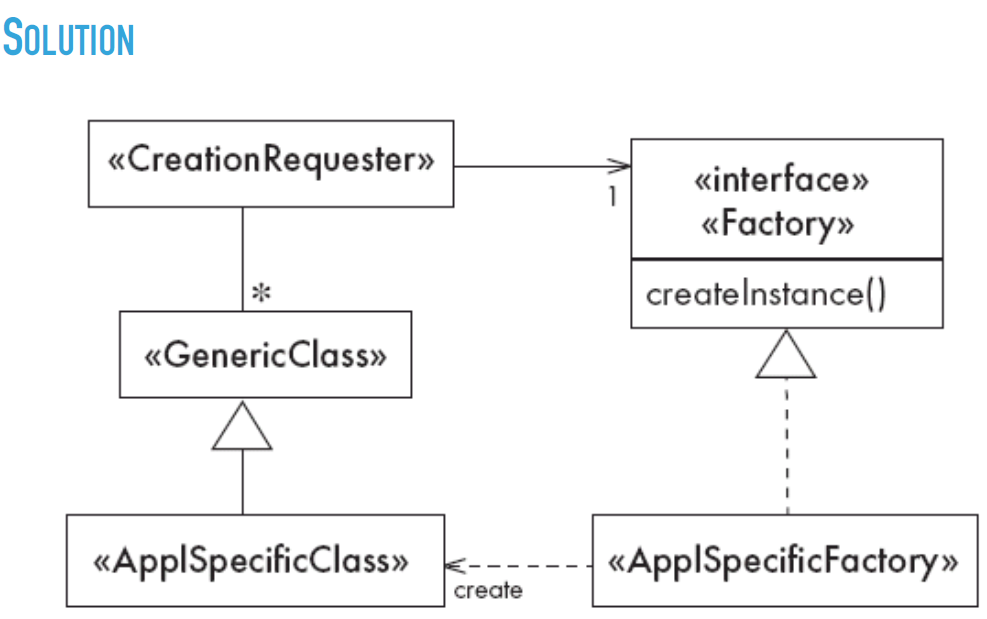 SOLUTION
«CreationRequester»
1
«interface»
«Factory»
createInstance()
*
«GenericClass»
«ApplSpecificClass»
create
«ApplSpecificFactory»